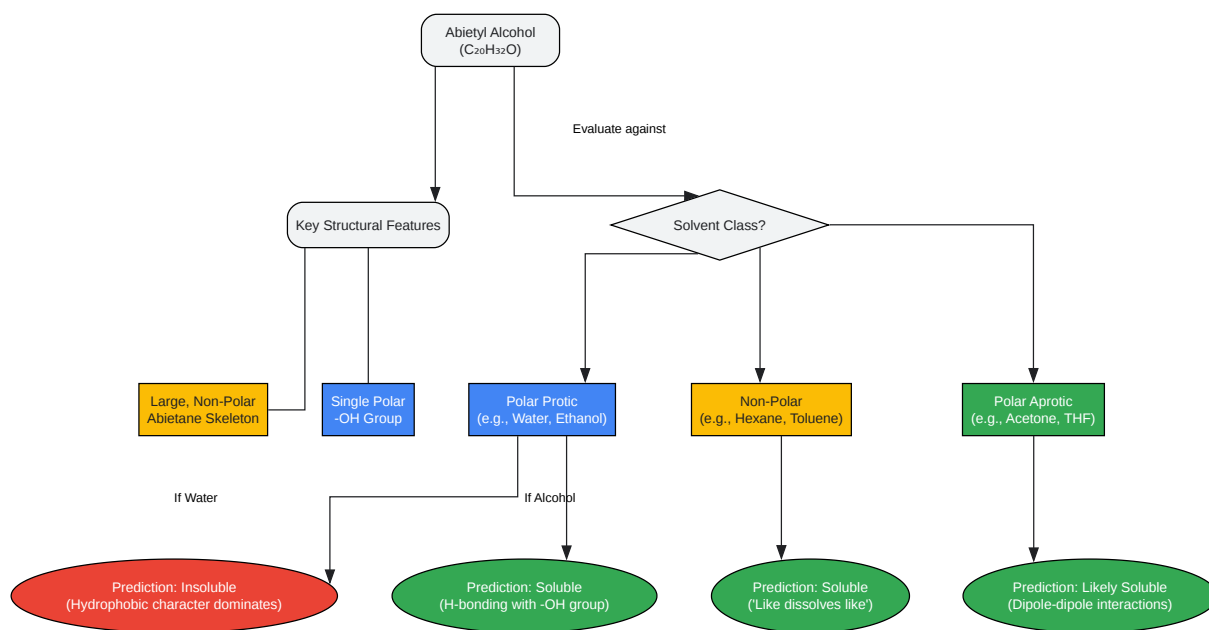 Abietyl Alcohol
(C₂₀H₃₂O)
Evaluate against
Key Structural Features
Solvent Class?
Large, Non-Polar
Abietane Skeleton
Single Polar
-OH Group
Polar Protic
(e.g., Water, Ethanol)
Non-Polar
(e.g., Hexane, Toluene)
Polar Aprotic
(e.g., Acetone, THF)
If Water
If Alcohol
Prediction: Insoluble
(Hydrophobic character dominates)
Prediction: Soluble
(H-bonding with -OH group)
Prediction: Soluble
('Like dissolves like')
Prediction: Likely Soluble
(Dipole-dipole interactions)